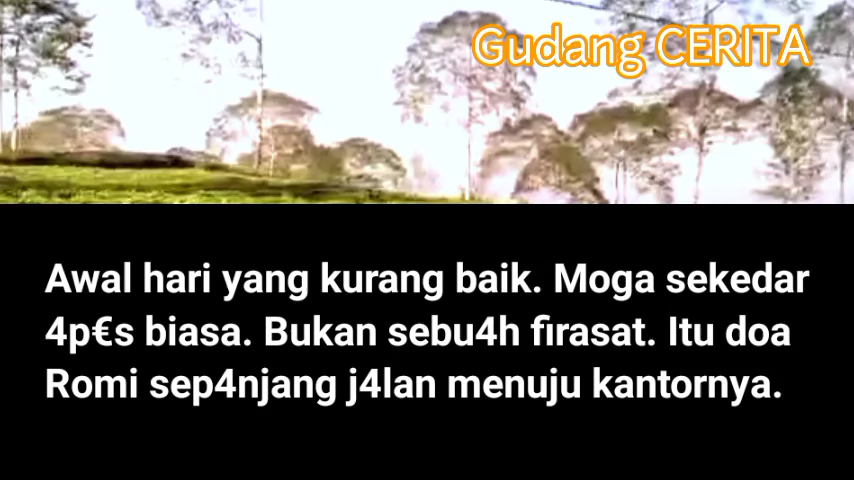 Gudang CERITA
Awal hari yang kurang baik. Moga sekedar
4p€s biasa. Bukan sebu4h firasat. Itu doa
Romi sep4njang j4lan menuju kantornya.